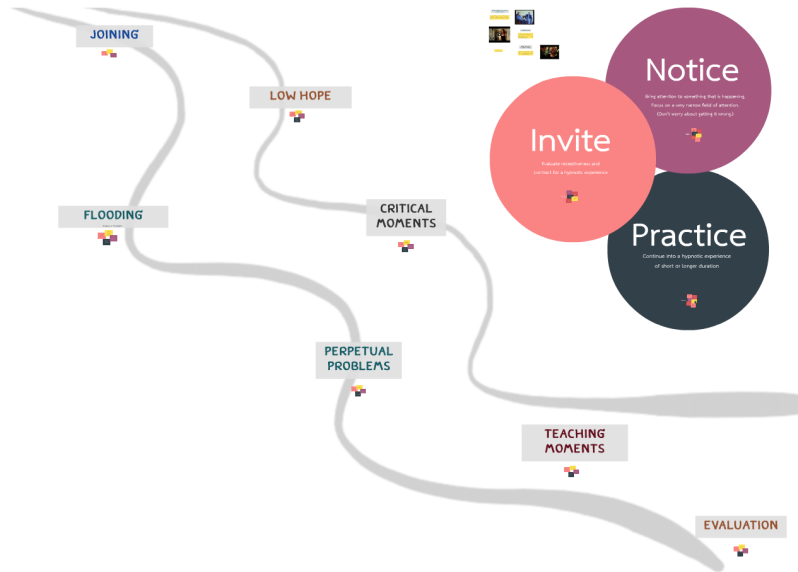 JOINING
LOW HOPE
FLOODING
CRITICAL
MOMENTS
PERPETUAL
PROBLEMS
TEACHING
MOMENTS
EVALUATION
Notice
Bring attention to something that is happening.
Focus on a very narrow field of attention.
(Don't worry about getting it wrong.)
Invite
Evaluate receptiveness and
contract for a hypnotic experience
Practice
Continue into a hypnotic experience
of short or longer duration